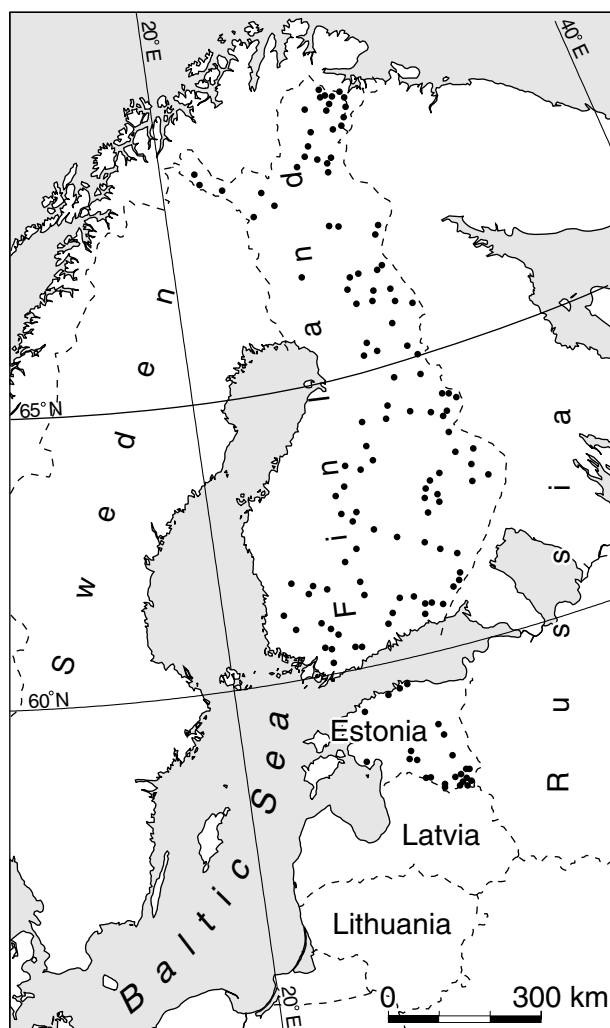 20°E
40°E
Finland
Sweden
65°N
Russia
60°N
Baltic Sea
Estonia
Latvia
Lithuania
20°E
0 300 km